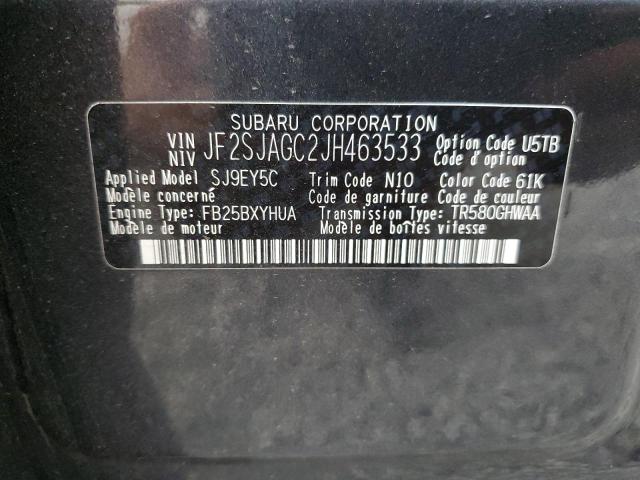 SUBARU CORPORATION
VIN NIV JF2SJAGC2JH463533 Option Code U5TB
Code d'option
Applied Model SJ9EY5C Trim Code N10 Color Code 61K
Modèle concerné Code de garniture Code de couleur
Engine Type: FB25BXYHUA Transmission Type: TR580GHWAA
Modèle de moteur Modèle de boîtes vitesse